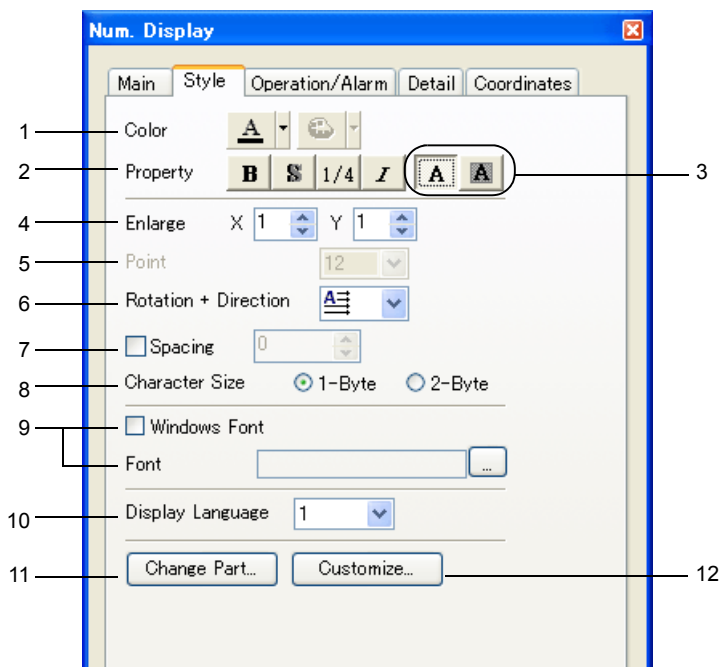 Num. Display
Main Style Operation/Alarm Detail Coordinates
1 Color A
2 Property B S 1/4 I A A 3
4 Enlarge X 1 Y 1
5 Point 12
6 Rotation + Direction A
7 Spacing 0
8 Character Size 1-Byte 2-Byte
9 Windows Font
Font ...
10 Display Language 1
11 Change Part... Customize... 12